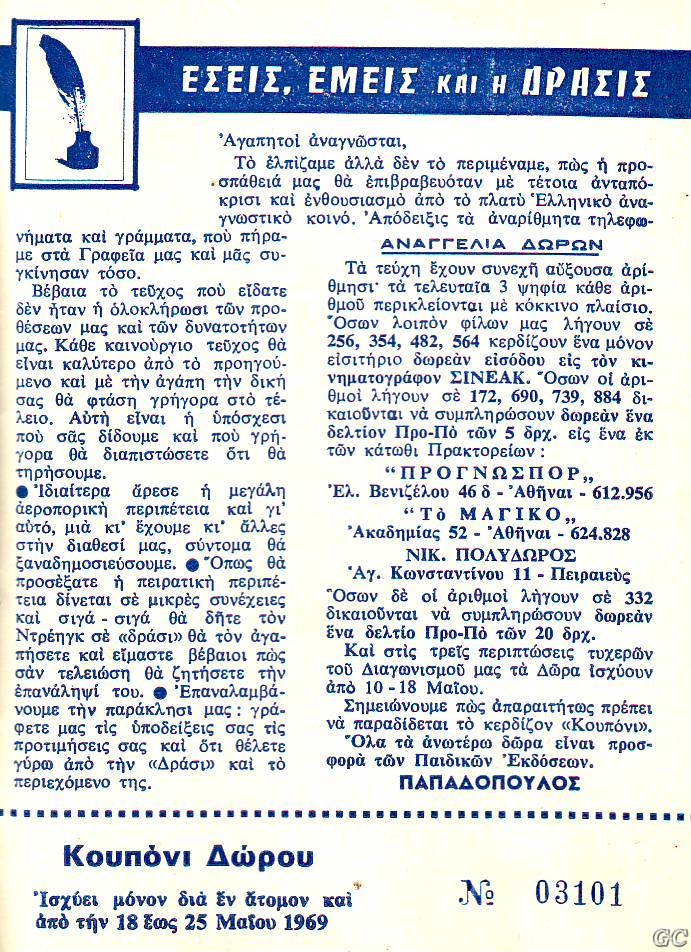 ΕΣΕΙΣ, ΕΜΕΙΣ ΚΑΙ Η ΔΡΑΣΙΣ
Ἀγαπητοὶ ἀναγνῶσται,
Τὸ ἐλπίζαμε ἀλλὰ δὲν τὸ περιμέναμε, πὼς ἡ προ-
σπάθειά μας θὰ ἐπιβραβευόταν μὲ τέτοια ἀνταπό-
κρισι καὶ ἐνθουσιασμὸ ἀπὸ τὸ πλατὺ Ἑλληνικὸ ἀνα-
γνωστικὸ κοινό. Ἀπόδειξις τὰ ἀναρίθμητα τηλεφω-
νήματα καὶ γράμματα, ποὺ πήρα-
με στὰ Γραφεῖα μας καὶ μᾶς συ-
γκίνησαν τόσο.
Βέβαια τὸ τεῦχος ποὺ εἴδατε
δὲν ἦταν ἡ ὁλοκλήρωσι τῶν προ-
θέσεων μας καὶ τῶν δυνατοτήτων
μας. Κάθε καινούργιο τεῦχος θὰ
εἶναι καλύτερο ἀπὸ τὸ προηγού-
μενο καὶ μὲ τὴν ἀγάπη τὴν δική
σας θὰ φτάση γρήγορα στὸ τέ-
λειο. Αὐτὴ εἶναι ἡ ὑπόσχεσι
ποὺ σᾶς δίδουμε καὶ ποὺ γρή-
γορα θὰ διαπιστώσετε ὅτι θὰ
τηρήσουμε.
● Ἰδιαίτερα ἄρεσε ἡ μεγάλη
ἀεροπορικὴ περιπέτεια καὶ γι'
αὐτό, μιὰ κι' ἔχουμε κι' ἄλλες
στὴν διαθεσί μας, σύντομα θὰ
ξαναδημοσιεύσουμε. ● Ὅπως θὰ
προσέξατε ἡ πειρατικὴ περιπέ-
τεια δίνεται σὲ μικρὲς συνέχειες
καὶ σιγά - σιγὰ θὰ δῆτε τὸν
Ντρέηγκ σὲ «δράσι» θὰ τὸν ἀγα-
πήσετε καὶ εἴμαστε βέβαιοι πὼς
σὰν τελειώση θὰ ζητήσετε τὴν
ἐπανάληψί του. ● Ἐπαναλαμβά-
νουμε τὴν παράκλησι μας : γρά-
φετε μας τὶς ὑποδείξεις σας τὶς
προτιμήσεις σας καὶ ὅτι θέλετε
γύρω ἀπὸ τὴν «Δράσι» καὶ τὸ
περιεχόμενο της.
ΑΝΑΓΓΕΛΙΑ ΔΩΡΩΝ
Τὰ τεύχη ἔχουν συνεχῆ αὔξουσα ἀρί-
θμησι· τὰ τελευταῖα 3 ψηφία κάθε ἀρι-
θμοῦ περικλείονται μὲ κόκκινο πλαίσιο.
Ὅσων λοιπὸν φίλων μας λήγουν σὲ
256, 354, 482, 564 κερδίζουν ἕνα μόνον
εἰσιτήριο δωρεὰν εἰσόδου εἰς τὸν κι-
νηματογράφον ΣΙΝΕΑΚ. Ὅσων οἱ ἀρι-
θμοὶ λήγουν σὲ 172, 690, 739, 884 δι-
καιοῦνται νὰ συμπληρώσουν δωρεὰν ἕνα
δελτίον Προ-Πὸ τῶν 5 δρχ. εἰς ἕνα ἐκ
τῶν κάτωθι Πρακτορείων :
“ΠΡΟΓΝΩΣΠΟΡ„
Ἐλ. Βενιζέλου 46 δ - Ἀθῆναι - 612.956
“Τὸ ΜΑΓΙΚΟ„
Ἀκαδημίας 52 - Ἀθῆναι - 624.828
ΝΙΚ. ΠΟΛΥΔΩΡΟΣ
Ἁγ. Κωνσταντίνου 11 - Πειραιεὺς
Ὅσων δὲ οἱ ἀριθμοὶ λήγουν σὲ 332
δικαιοῦνται νὰ συμπληρώσουν δωρεὰν
ἕνα δελτίο Προ-Πὸ τῶν 20 δρχ.
Καὶ στὶς τρεῖς περιπτώσεις τυχερῶν
τοῦ Διαγωνισμοῦ μας τὰ Δῶρα ἰσχύουν
ἀπὸ 10 - 18 Μαΐου.
Σημειώνουμε πὼς ἀπαραιτήτως πρέπει
νὰ παραδίδεται τὸ κερδίζον «Κουπόνι».
Ὅλα τὰ ἀνωτέρω δῶρα εἶναι προσ-
φορὰ τῶν Παιδικῶν Ἐκδόσεων.
ΠΑΠΑΔΟΠΟΥΛΟΣ
Κουπόνι Δώρου
Ἰσχύει μόνον διὰ ἓν ἄτομον καὶ
ἀπὸ τὴν 18 ἕως 25 Μαΐου 1969
№ 03101
GC